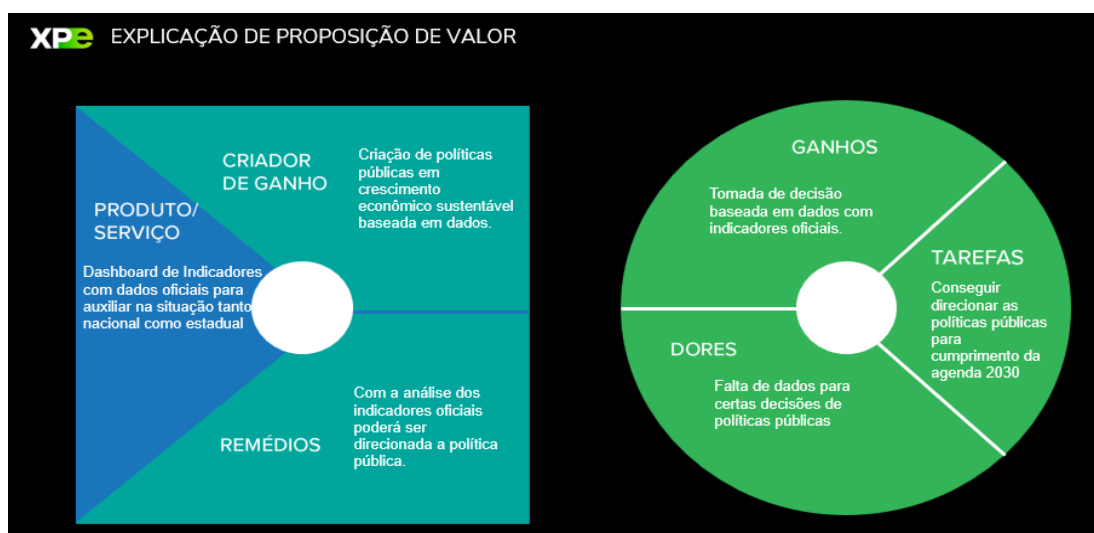 XPe EXPLICAÇÃO DE PROPOSIÇÃO DE VALOR
CRIADOR
DE GANHO
Criação de políticas
públicas em
crescimento
econômico sustentável
baseada em dados.
PRODUTO/
SERVIÇO
Dashboard de Indicadores
com dados oficiais para
auxiliar na situação tanto
nacional como estadual
REMÉDIOS
Com a análise dos
indicadores oficiais
poderá ser
direcionada a política
pública.
GANHOS
Tomada de decisão
baseada em dados com
indicadores oficiais.
TAREFAS
Conseguir
direcionar as
políticas públicas
para
cumprimento da
agenda 2030
DORES
Falta de dados para
certas decisões de
políticas públicas